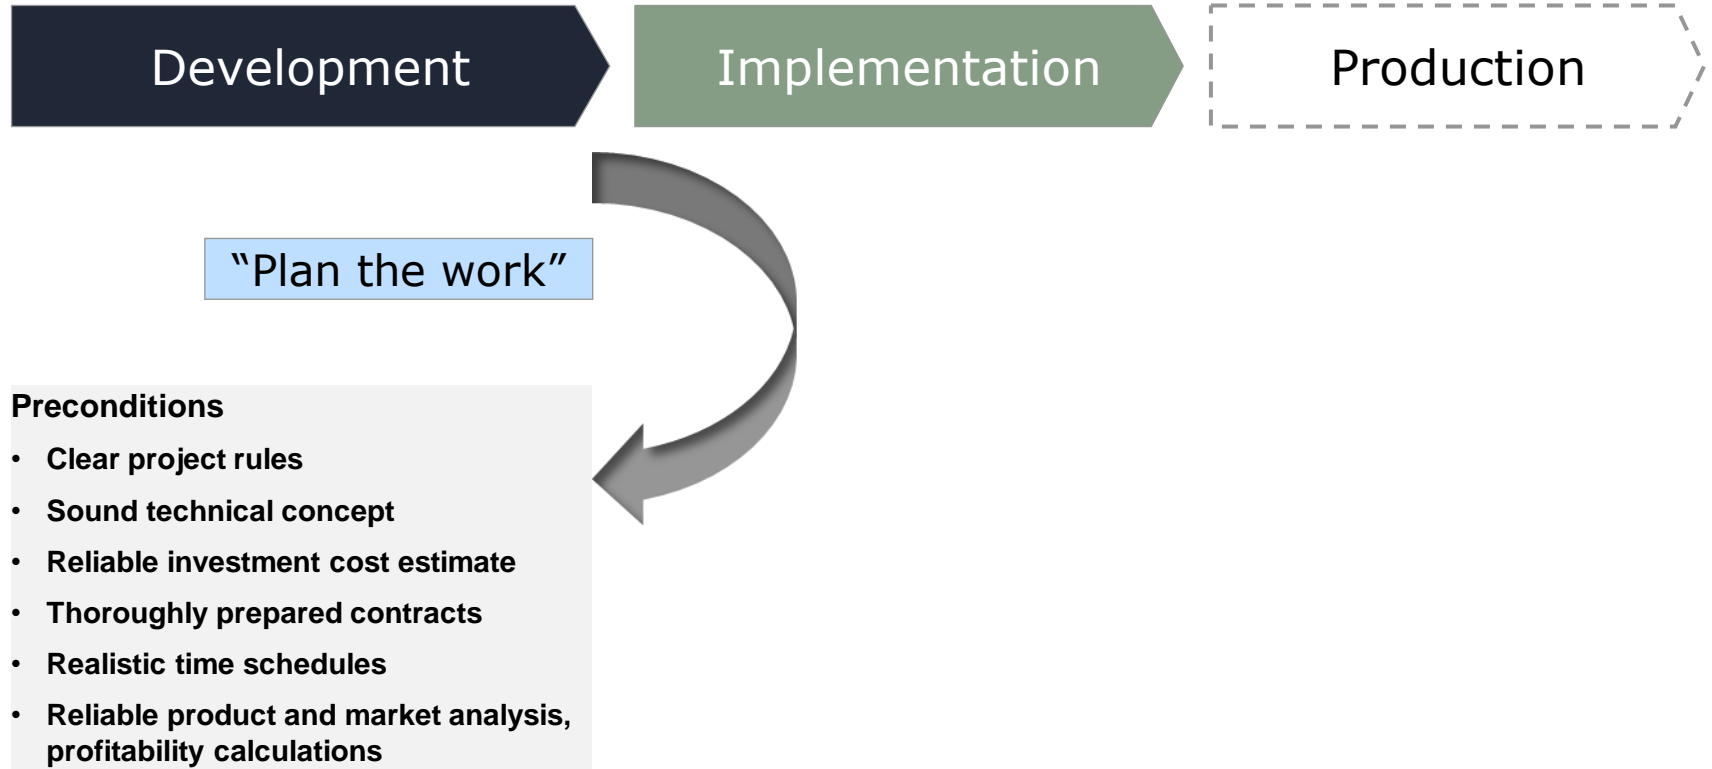 Development
Implementation
Production
“Plan the work”
Preconditions
• Clear project rules
• Sound technical concept
• Reliable investment cost estimate
• Thoroughly prepared contracts
• Realistic time schedules
• Reliable product and market analysis,
profitability calculations